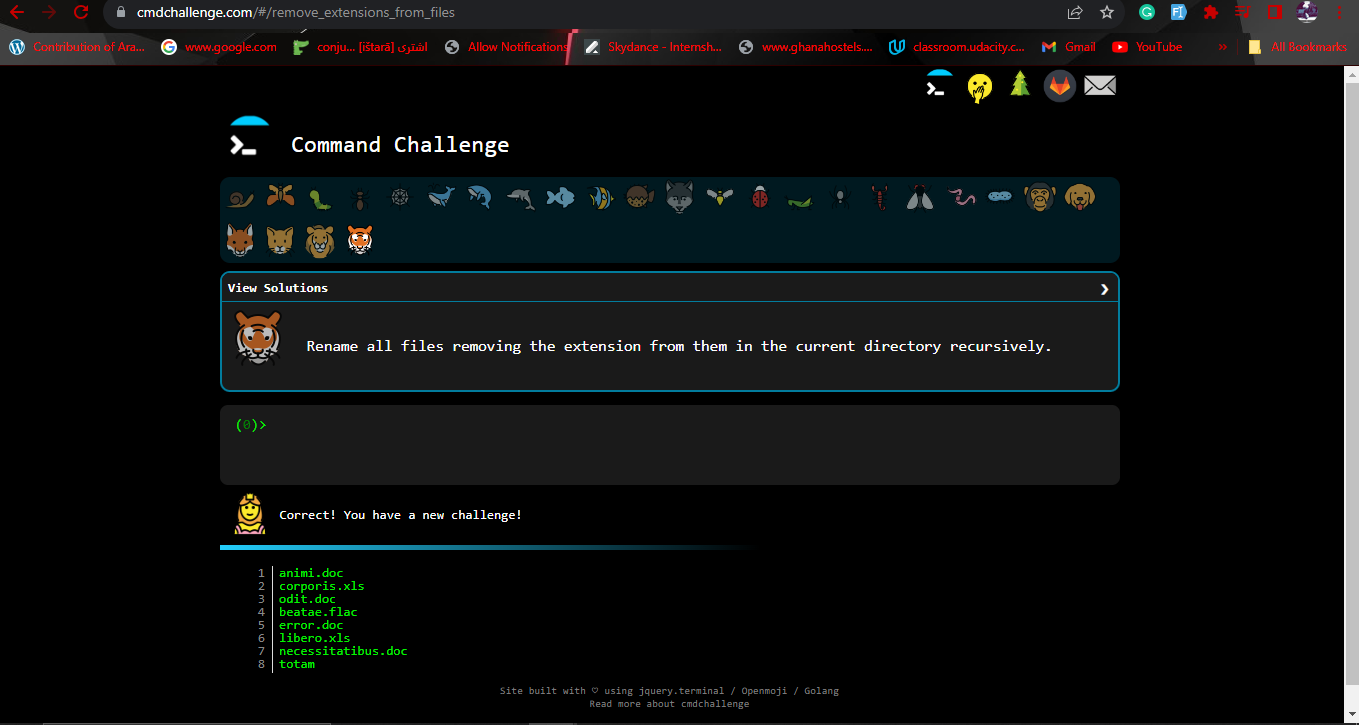 cmdchallenge.com/#/remove_extensions_from_files
Contribution of Ara... www.google.com conju... [ištarā] اشترى Allow Notifications Skydance - Internsh... www.ghanahostels.... classroom.udacity.c... Gmail YouTube » All Bookmarks
Command Challenge
View Solutions ❯
Rename all files removing the extension from them in the current directory recursively.
(0)>
Correct! You have a new challenge!
1 animi.doc
2 corporis.xls
3 odit.doc
4 beatae.flac
5 error.doc
6 libero.xls
7 necessitatibus.doc
8 totam
Site built with ♡ using jquery.terminal / Openmoji / Golang
Read more about cmdchallenge